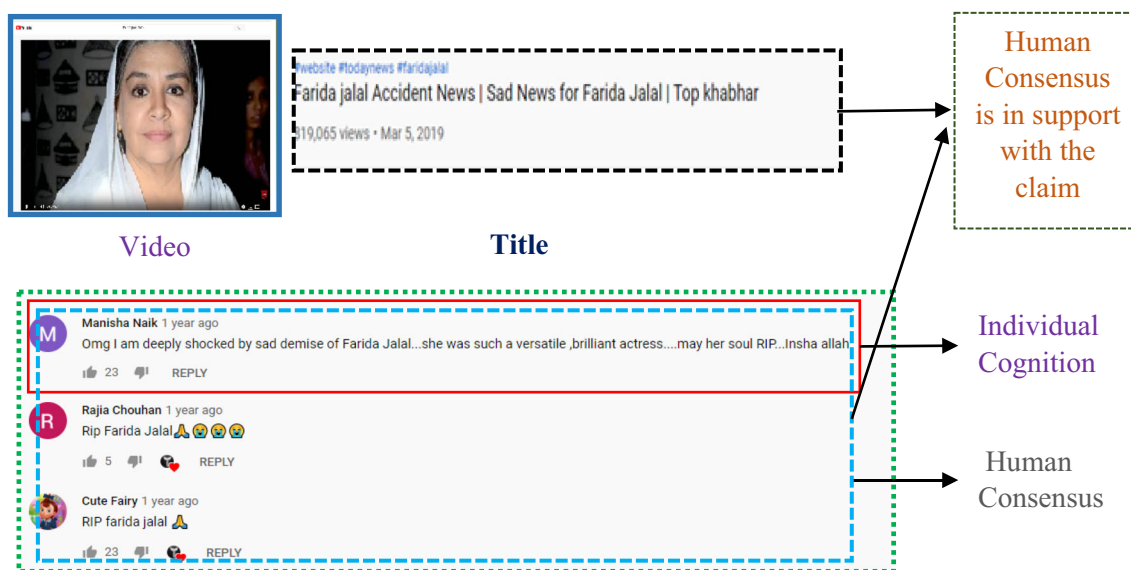 #website #todaynews #faridajalal
Farida jalal Accident News | Sad News for Farida Jalal | Top khabhar
319,065 views • Mar 5, 2019
Human
Consensus
is in support
with the
claim
Video
Title
M
Manisha Naik 1 year ago
Omg I am deeply shocked by sad demise of Farida Jalal...she was such a versatile ,brilliant actress....may her soul RIP...Insha allah
23 REPLY
Individual
Cognition
R
Rajia Chouhan 1 year ago
Rip Farida Jalal🙏😭😭😭
5 REPLY
Human
Consensus
Cute Fairy 1 year ago
RIP farida jalal 🙏
23 REPLY